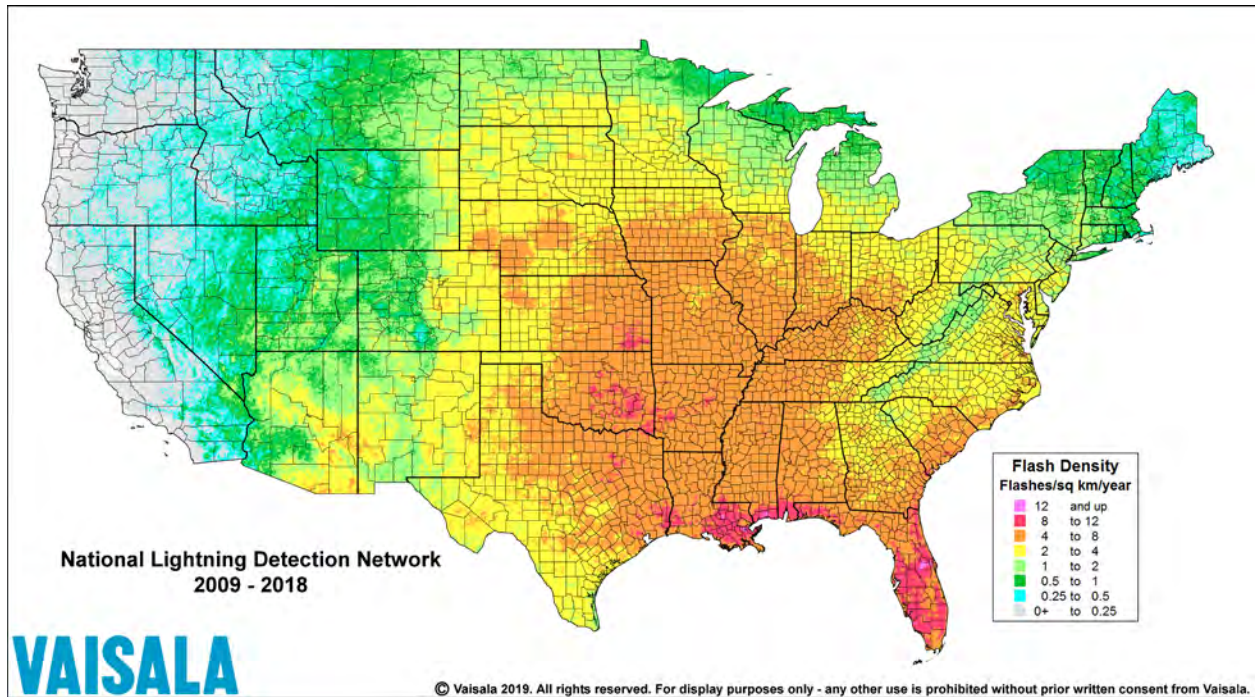 National Lightning Detection Network
2009 - 2018
Flash Density
Flashes/sq km/year
12 and up
8 to 12
4 to 8
2 to 4
1 to 2
0.5 to 1
0.25 to 0.5
0+ to 0.25
VAISALA
© Vaisala 2019. All rights reserved. For display purposes only - any other use is prohibited without prior written consent from Vaisala.